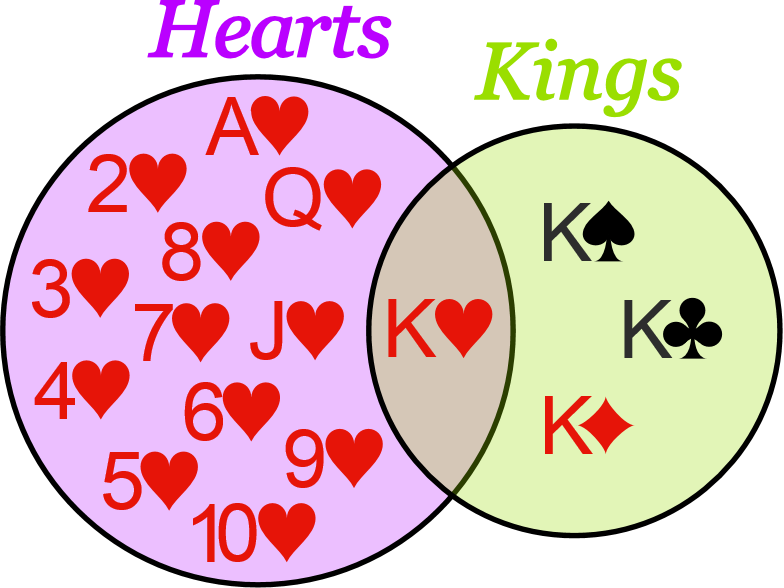 Hearts
Kings
A♥
2♥
Q♥
8♥
3♥
7♥
J♥
4♥
6♥
9♥
5♥
10♥
K♥
K♠
K♣
K♦